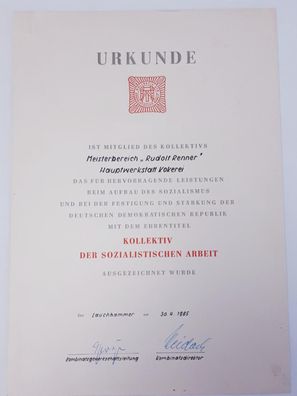 URKUNDE
IST MITGLIED DES KOLLEKTIVS
Meisterbereich „Rudolf Renner"
Hauptwerkstatt Kokerei
DAS FÜR HERVORRAGENDE LEISTUNGEN
BEIM AUFBAU DES SOZIALISMUS
UND BEI DER FESTIGUNG UND STÄRKUNG DER
DEUTSCHEN DEMOKRATISCHEN REPUBLIK
MIT DEM EHRENTITEL
KOLLEKTIV
DER SOZIALISTISCHEN ARBEIT
AUSGEZEICHNET WURDE
Lauchhammer
30.4.1985
Kombinatsgewerkschaftsleitung Kombinatsdirektor